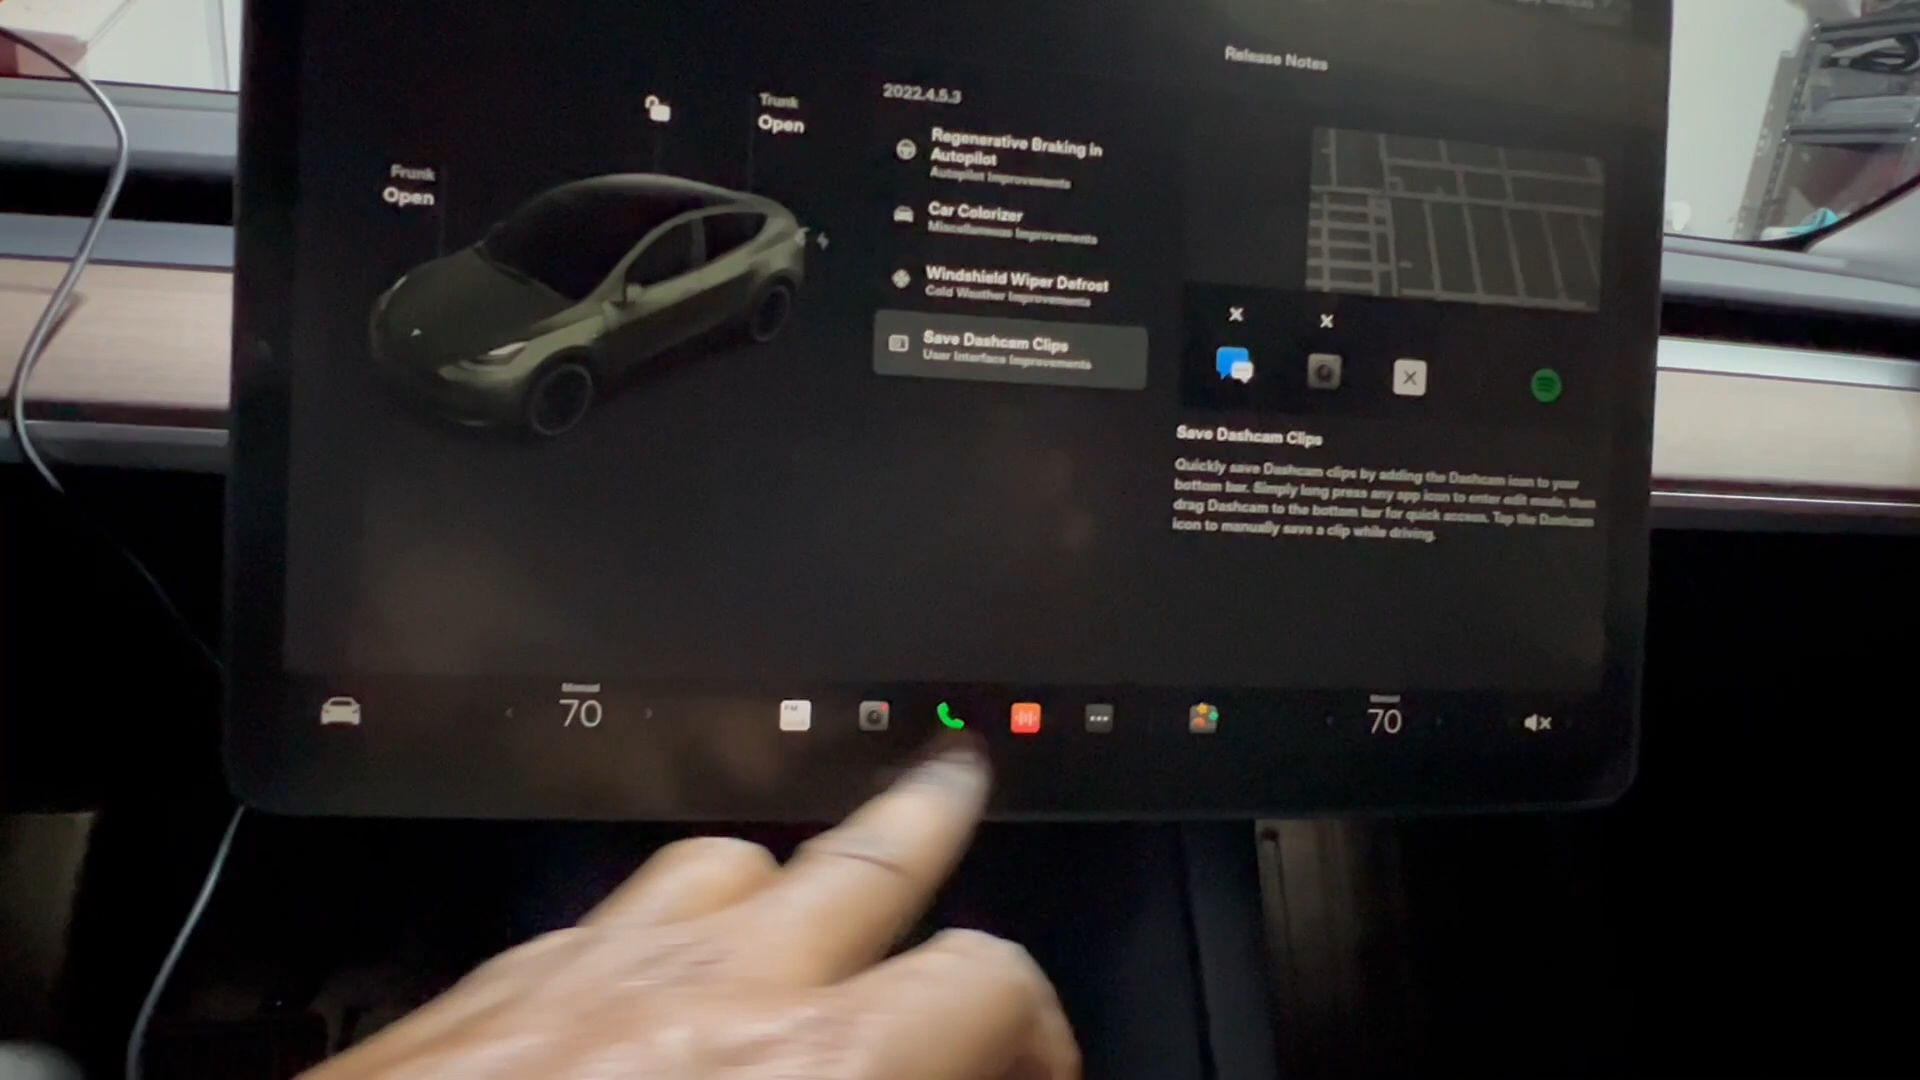 Release Notes
2022.4.5.3
Trunk
Open
Frunk
Open
Regenerative Braking in
Autopilot
Autopilot Improvements
Car Colorizer
Miscellaneous Improvements
Windshield Wiper Defrost
Cold Weather Improvements
Save Dashcam Clips
User Interface Improvements
Save Dashcam Clips
Quickly save Dashcam clips by adding the Dashcam icon to your
bottom bar. Simply long press any app icon to enter edit mode, then
drag Dashcam to the bottom bar for quick access. Tap the Dashcam
icon to manually save a clip while driving.
Manual
70
FM
Manual
70